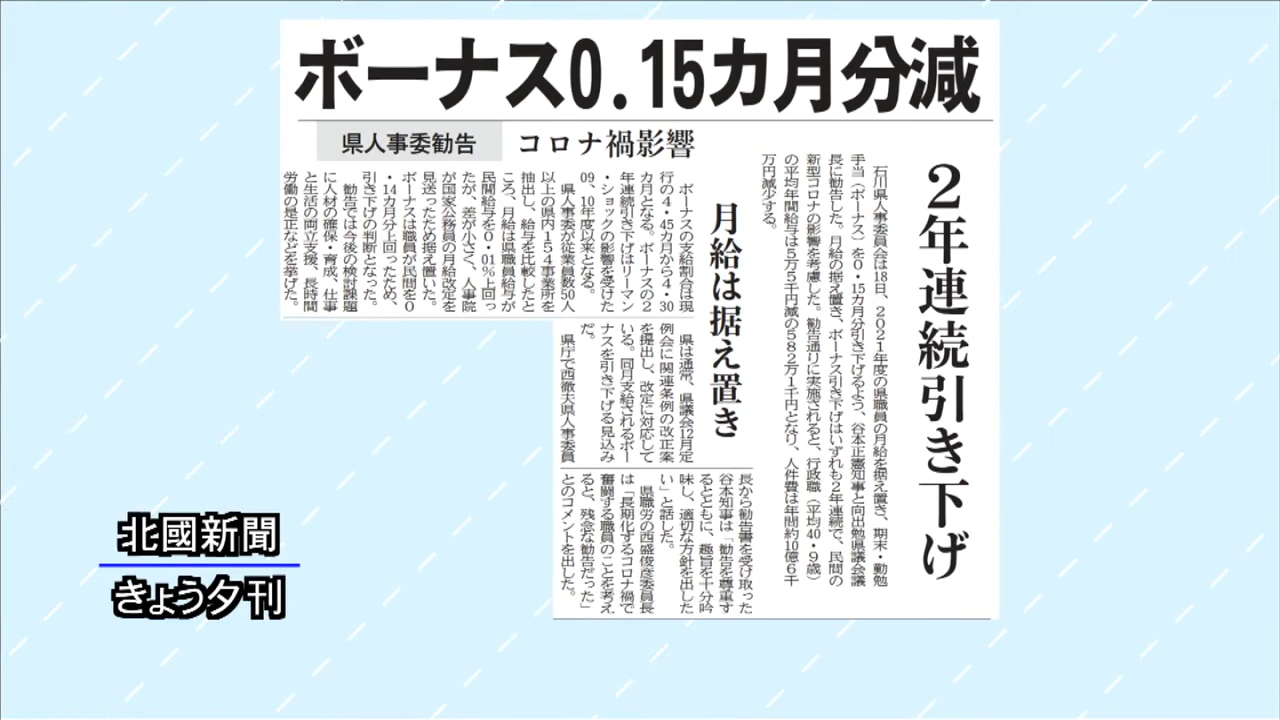 ボーナス0.15カ月分減
県人事委勧告
コロナ禍影響
2年連続引き下げ
月給は据え置き
石川県人事委員会は18日、2021年度の県職員の月給を据え置き、期末・勤勉
手当(ボーナス)を0・15カ月分引き下げるよう、谷本正憲知事と向出勉県議会議
長に勧告した。月給の据え置き、ボーナス引き下げはいずれも2年連続で、民間の
新型コロナの影響を考慮した。勧告通りに実施されると、行政職(平均40・9歳)
の平均年間給与は5万5千円減の582万1千円となり、人件費は年間約10億6千
万円減少する。
ボーナスの支給割合は現
行の4・45カ月から4・30
カ月となる。ボーナスの2
年連続引き下げはリーマン
・ショックの影響を受けた
09、10年度以来となる。
県人事委が従業員数50人
以上の県内154事業所を
抽出し、給与を比較したと
ころ、月給は県職員給与が
民間給与を0・01%上回っ
たが、差が小さく、人事院
が国家公務員の月給改定を
見送ったため据え置いた。
ボーナスは職員が民間を0
・14カ月分上回ったため、
引き下げの判断となった。
勧告では今後の検討課題
に人材の確保・育成、仕事
と生活の両立支援、長時間
労働の是正などを挙げた。
県は通常、県議会12月定
例会に関連条例の改正案
を提出し、改定に対応して
いる。同月支給されるボー
ナスを引き下げる見込み
だ。
県庁で西徹夫県人事委員
長から勧告書を受け取った
谷本知事は「勧告を尊重す
るとともに、趣旨を十分吟
味し、適切な方針を出した
い」と話した。
県職労の西盛俊彦委員長
は「長期化するコロナ禍で
奮闘する職員のことを考え
ると、残念な勧告だった」
とのコメントを出した。
北國新聞
きょう夕刊